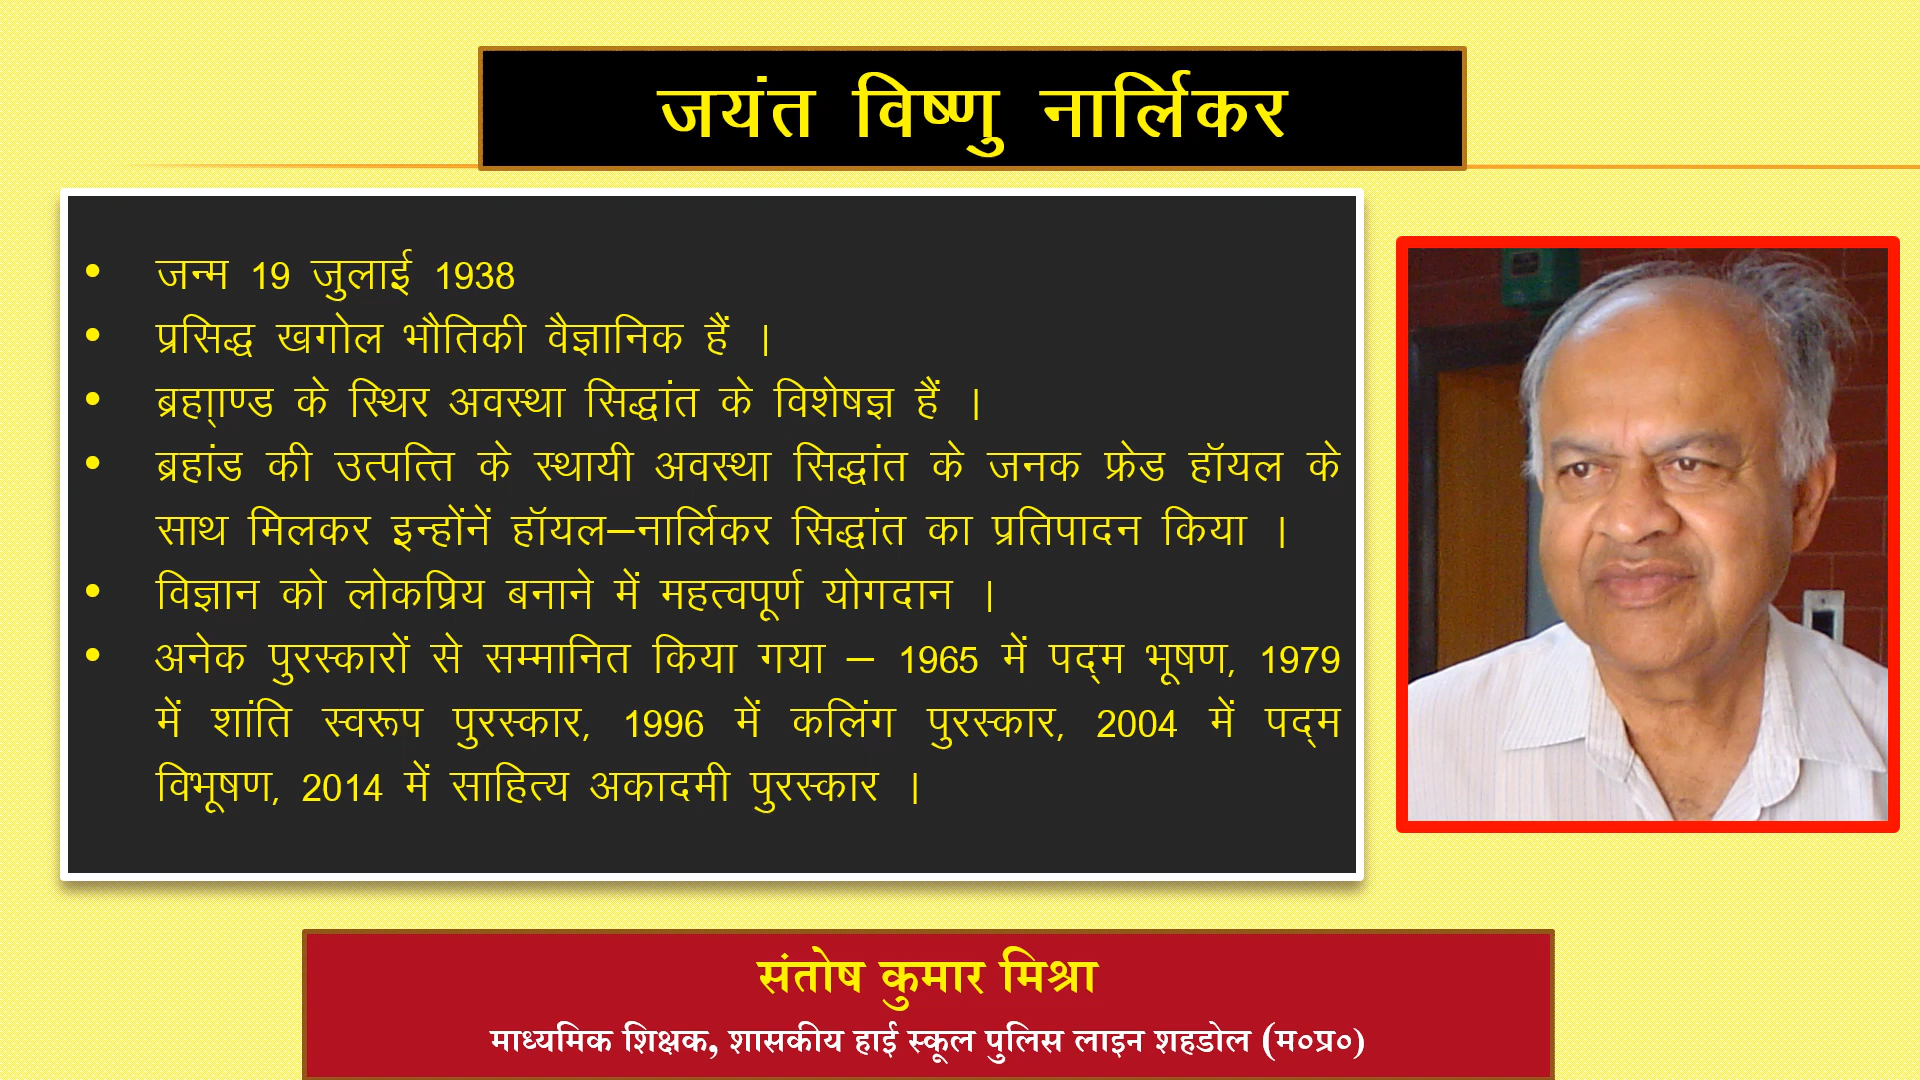 जयंत विष्णु नार्लिकर
• जन्म 19 जुलाई 1938
• प्रसिद्ध खगोल भौतिकी वैज्ञानिक हैं ।
• ब्रह्माण्ड के स्थिर अवस्था सिद्धांत के विशेषज्ञ हैं ।
• ब्रहांड की उत्पत्ति के स्थायी अवस्था सिद्धांत के जनक फ्रेड हॉयल के
साथ मिलकर इन्होंनें हॉयल–नार्लिकर सिद्धांत का प्रतिपादन किया ।
• विज्ञान को लोकप्रिय बनाने में महत्वपूर्ण योगदान ।
• अनेक पुरस्कारों से सम्मानित किया गया – 1965 में पद्म भूषण, 1979
में शांति स्वरूप पुरस्कार, 1996 में कलिंग पुरस्कार, 2004 में पद्म
विभूषण, 2014 में साहित्य अकादमी पुरस्कार ।
संतोष कुमार मिश्रा
माध्यमिक शिक्षक, शासकीय हाई स्कूल पुलिस लाइन शहडोल (म०प्र०)